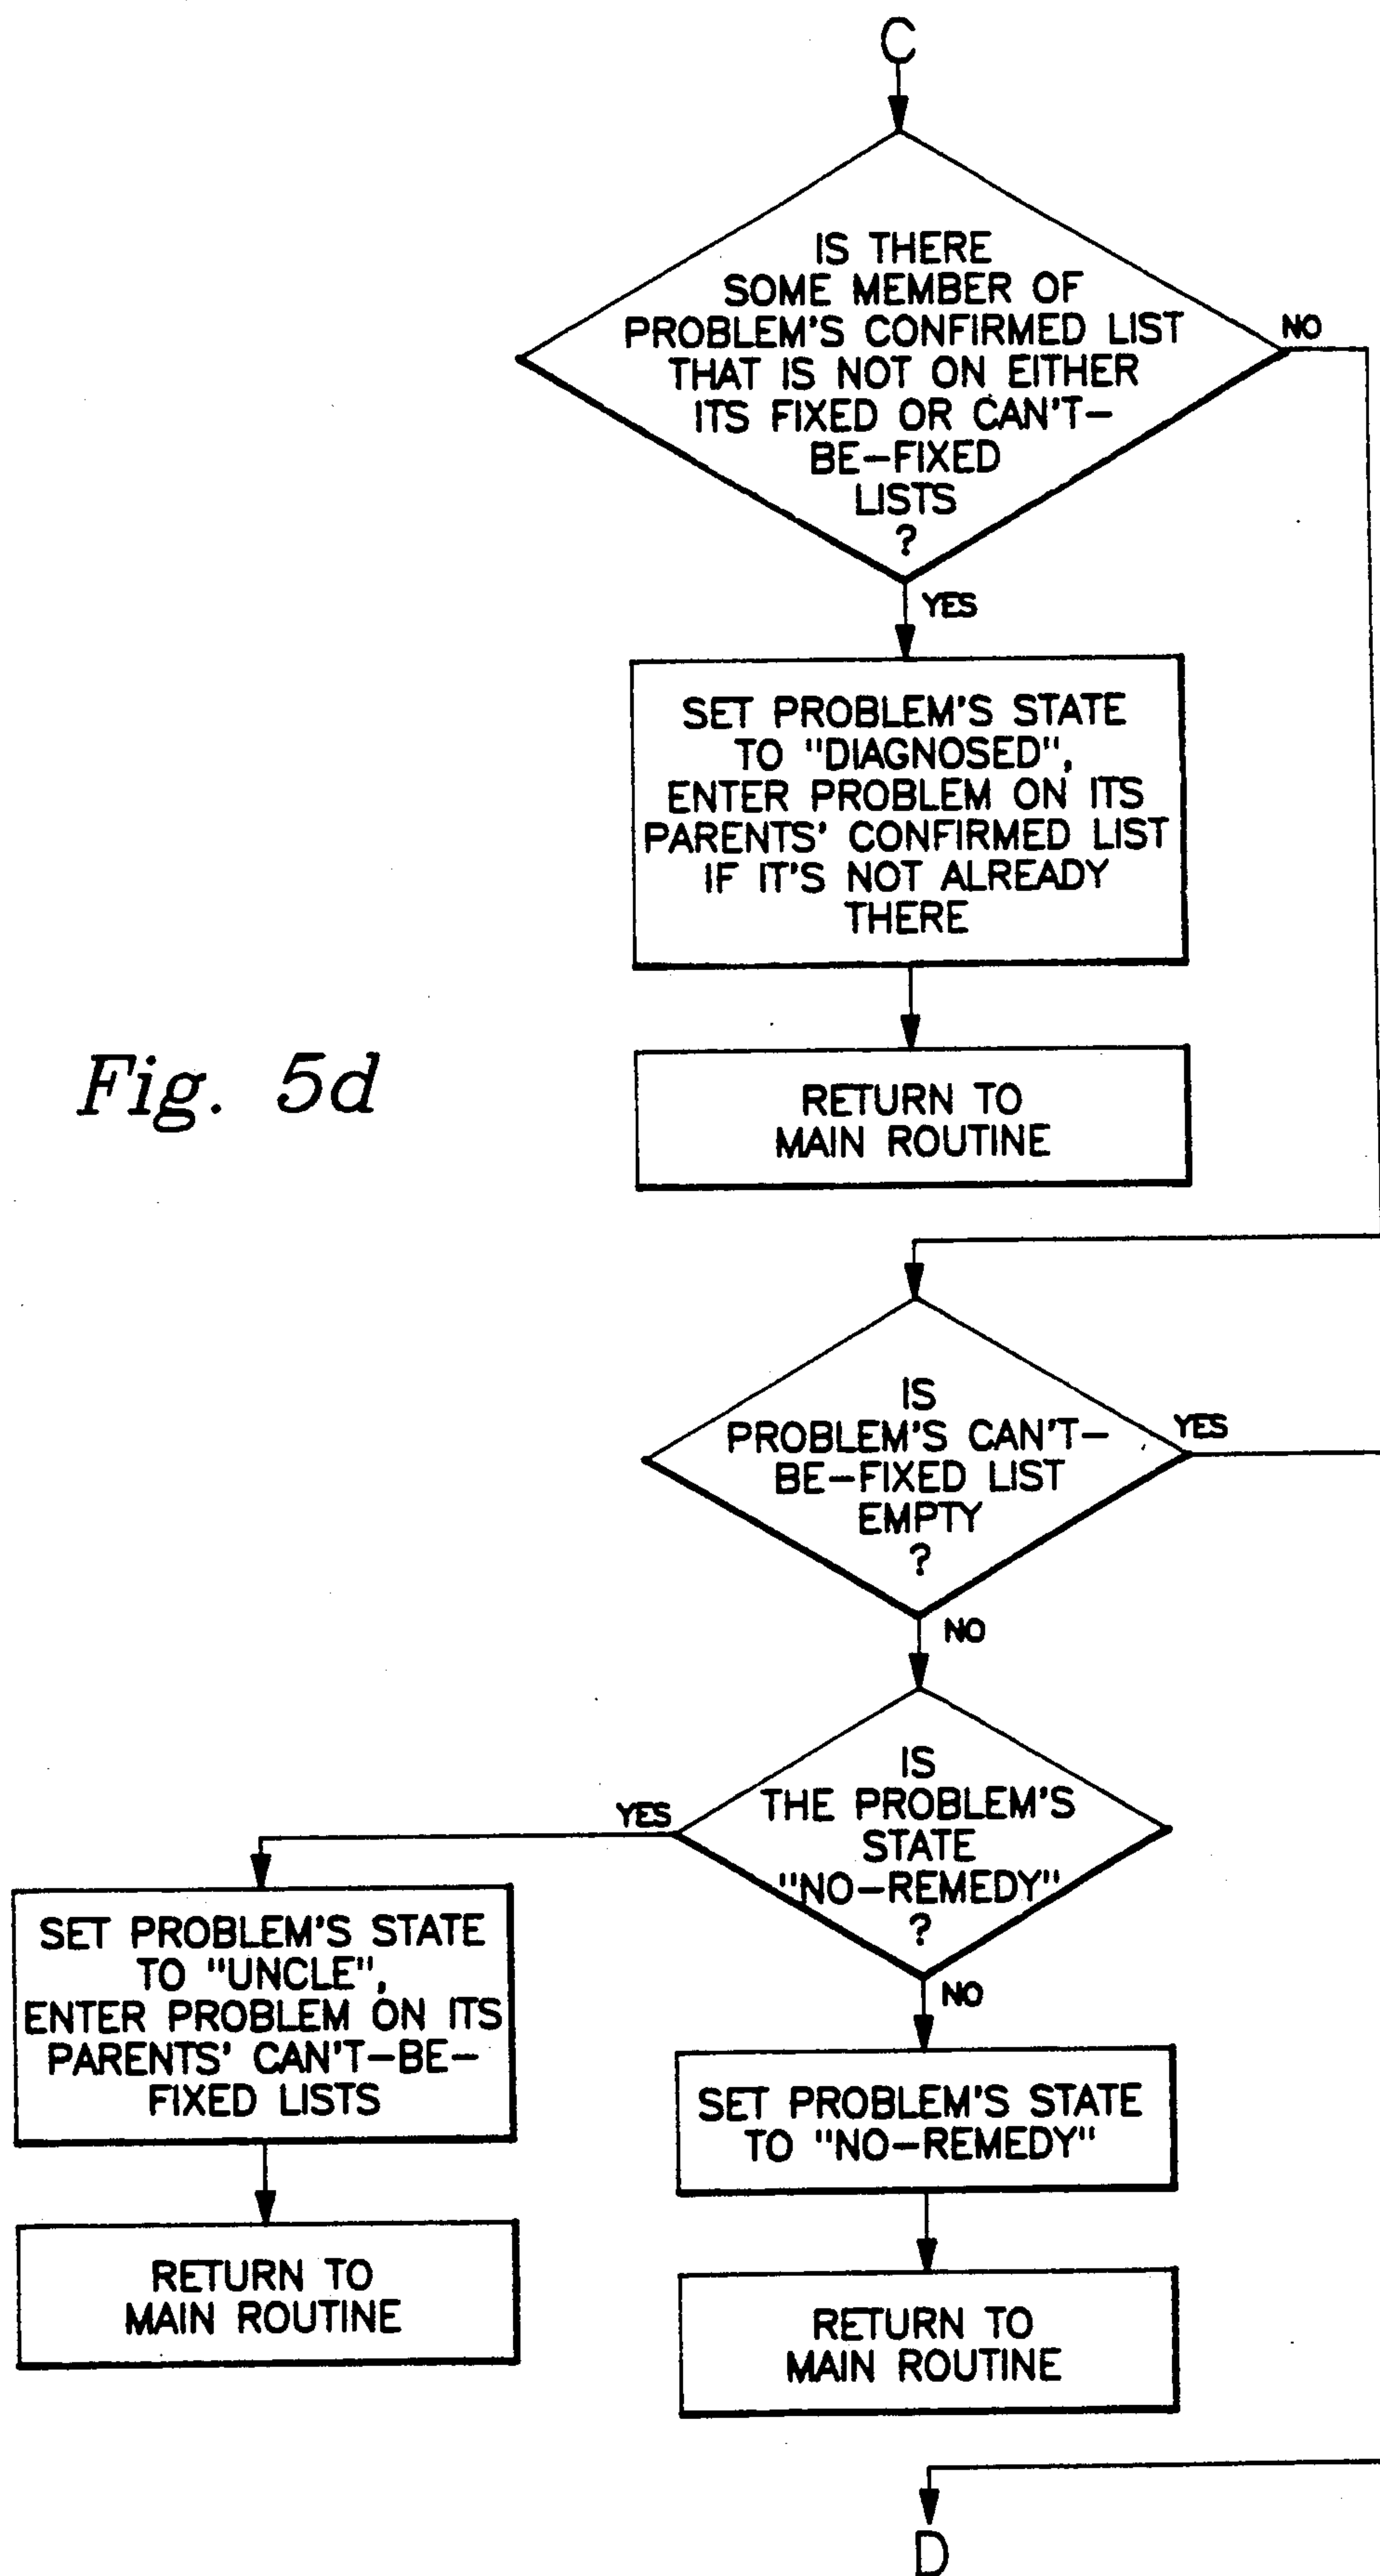 C
IS THERE
SOME MEMBER OF
PROBLEM'S CONFIRMED LIST
THAT IS NOT ON EITHER
ITS FIXED OR CAN'T-
BE-FIXED
LISTS
?
NO
YES
SET PROBLEM'S STATE
TO "DIAGNOSED",
ENTER PROBLEM ON ITS
PARENTS' CONFIRMED LIST
IF IT'S NOT ALREADY
THERE
Fig. 5d
RETURN TO
MAIN ROUTINE
IS
PROBLEM'S CAN'T-
BE-FIXED LIST
EMPTY
?
YES
NO
IS
THE PROBLEM'S
STATE
"NO-REMEDY"
?
YES
NO
SET PROBLEM'S STATE
TO "UNCLE",
ENTER PROBLEM ON ITS
PARENTS' CAN'T-BE-
FIXED LISTS
SET PROBLEM'S STATE
TO "NO-REMEDY"
RETURN TO
MAIN ROUTINE
RETURN TO
MAIN ROUTINE
D